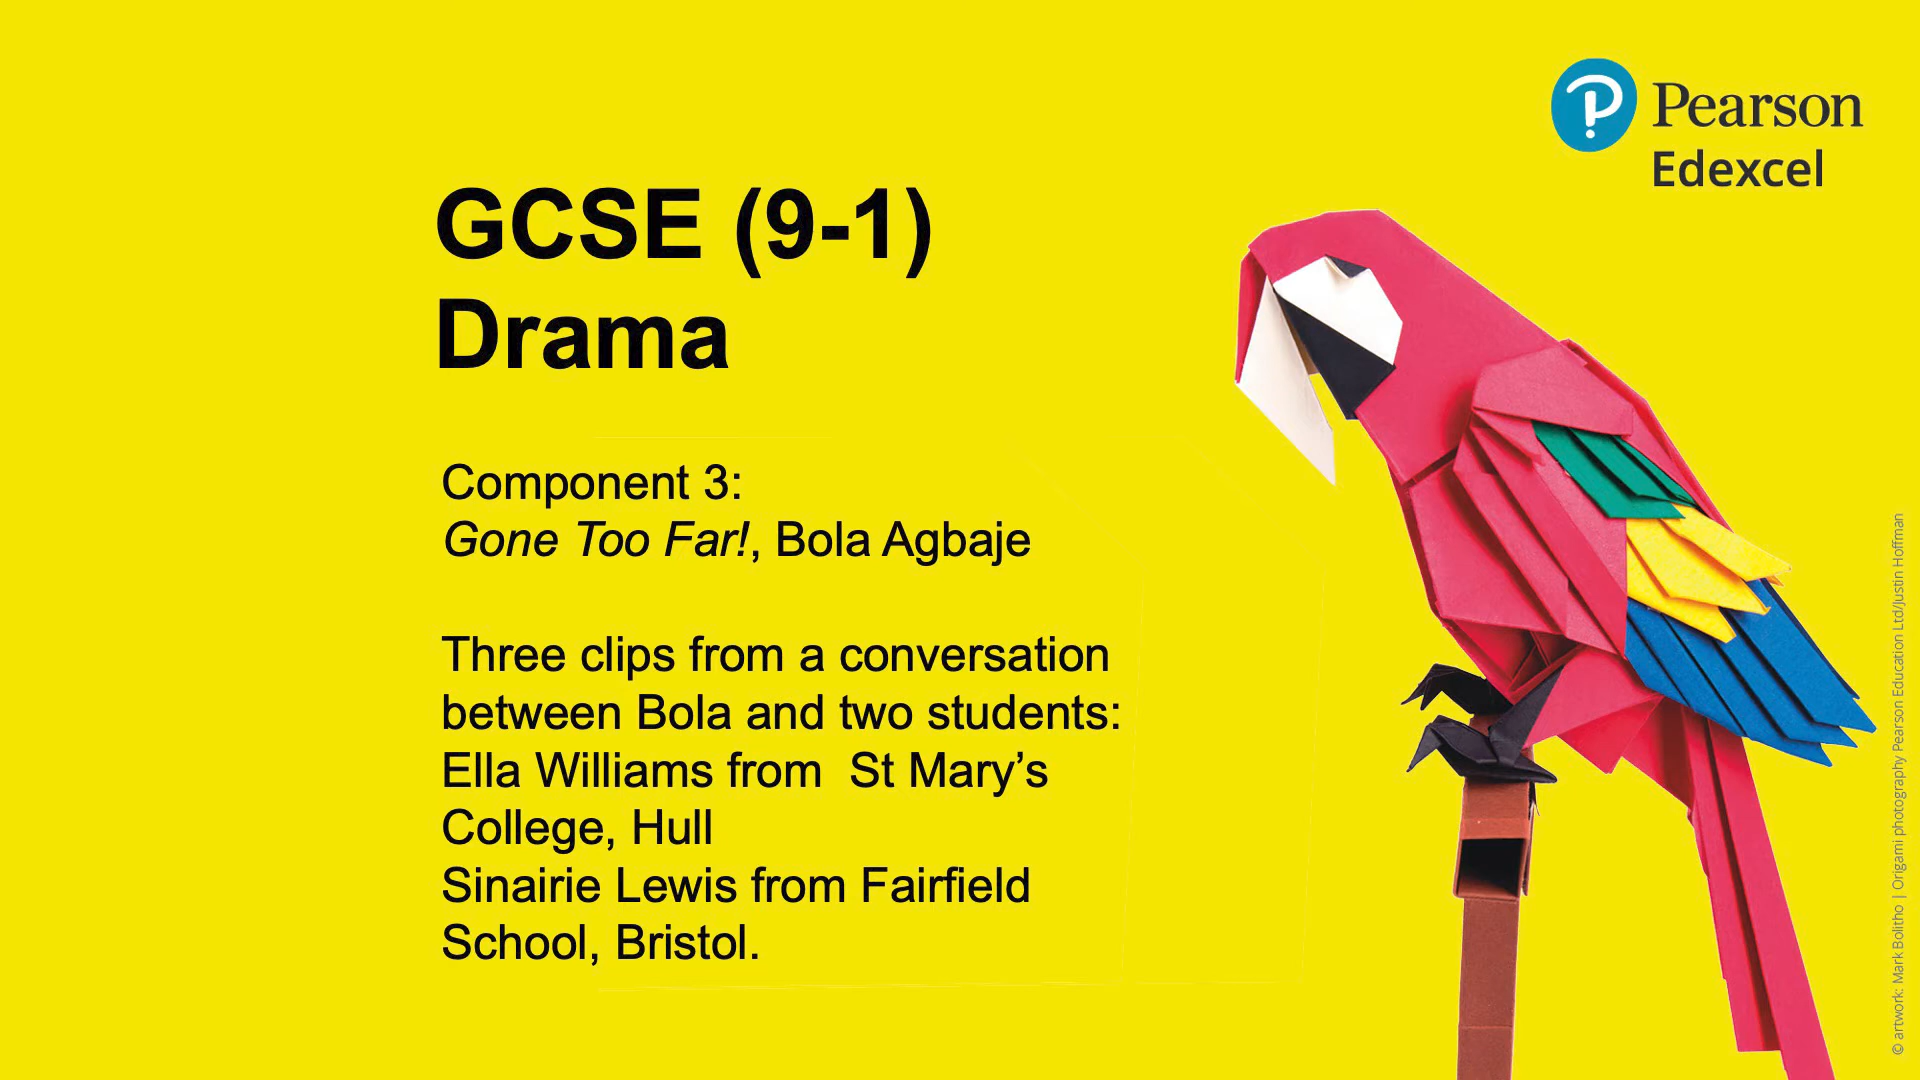 Pearson
Edexcel
GCSE (9-1)
Drama
Component 3:
Gone Too Far!, Bola Agbaje
Three clips from a conversation
between Bola and two students:
Ella Williams from  St Mary’s
College, Hull
Sinairie Lewis from Fairfield
School, Bristol.
© artwork: Mark Bolitho | Origami photography Pearson Education Ltd/Justin Hoffman